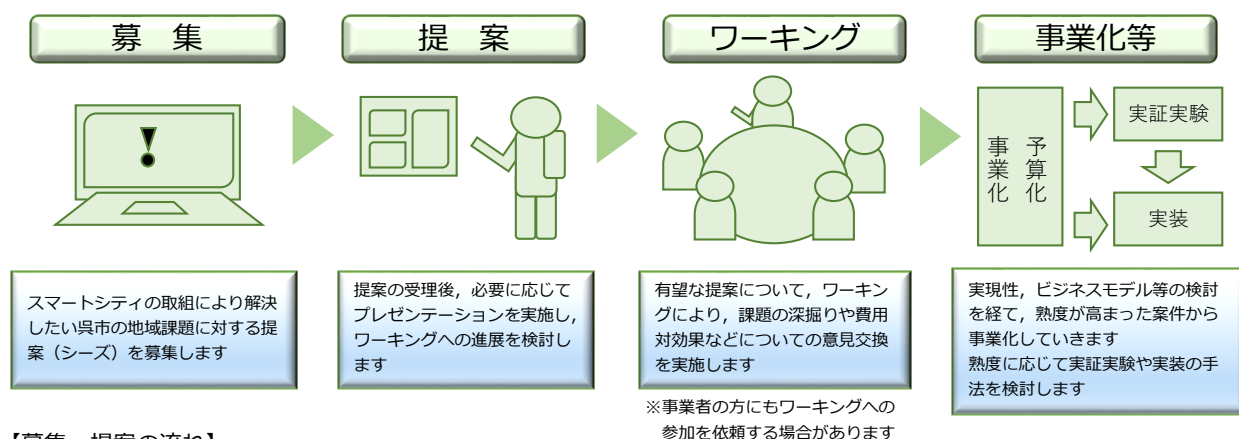 募 集
提 案
ワーキング
事業化等
事業化
予算化
実証実験
実装
スマートシティの取組により解決
したい呉市の地域課題に対する提
案（シーズ）を募集します
提案の受理後，必要に応じて
プレゼンテーションを実施し，
ワーキングへの進展を検討し
ます
有望な提案について，ワーキン
グにより，課題の深掘りや費用
対効果などについての意見交換
を実施します
※事業者の方にもワーキングへの
参加を依頼する場合があります
実現性，ビジネスモデル等の検討
を経て，熟度が高まった案件から
事業化していきます
熟度に応じて実証実験や実装の手
法を検討します